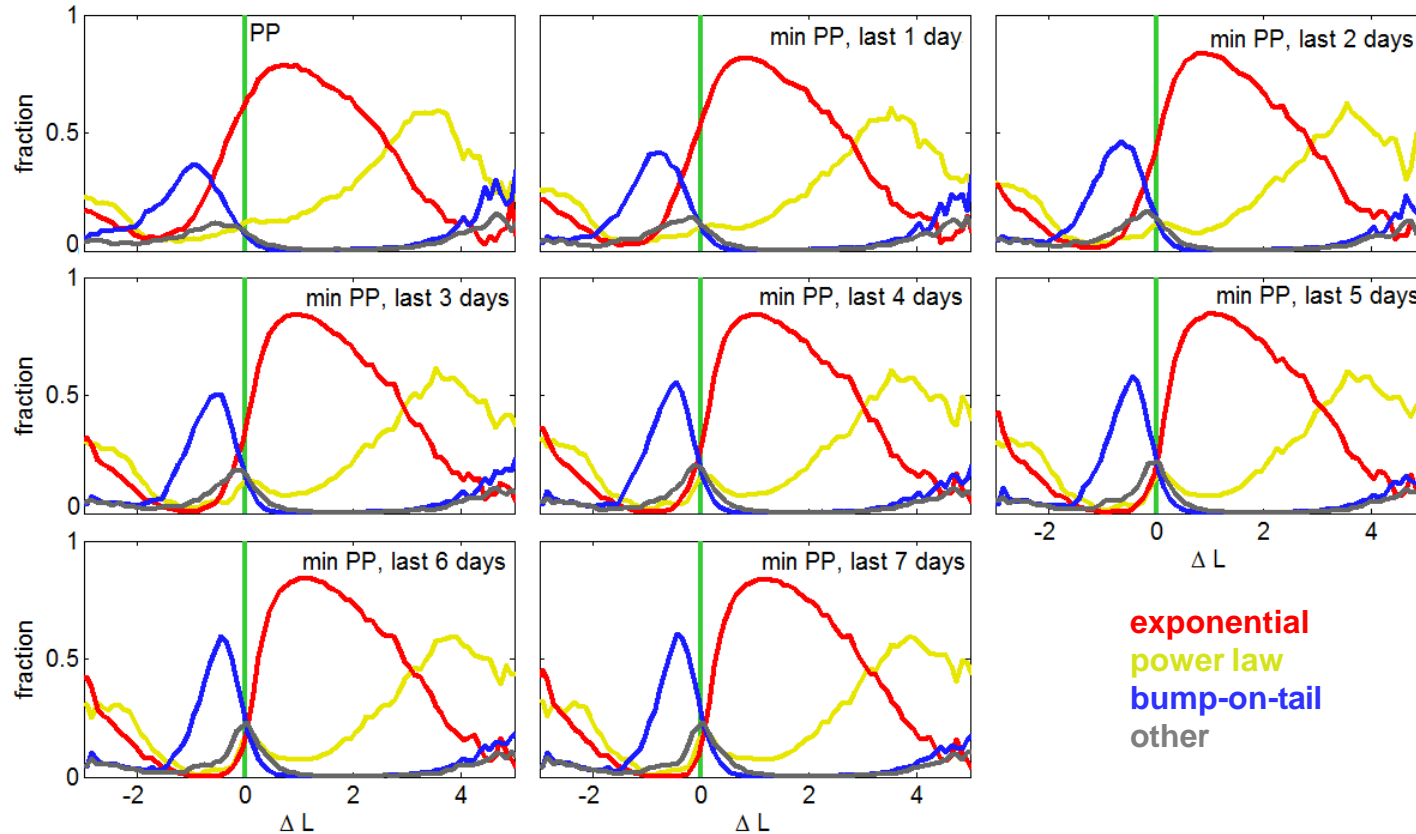 1
PP
min PP, last 1 day
min PP, last 2 days
0.5
fraction
0
1
min PP, last 3 days
min PP, last 4 days
min PP, last 5 days
0.5
fraction
0
-2 0 2 4
Δ L
1
min PP, last 6 days
min PP, last 7 days
0.5
fraction
0
-2 0 2 4
Δ L
-2 0 2 4
Δ L
exponential
power law
bump-on-tail
other